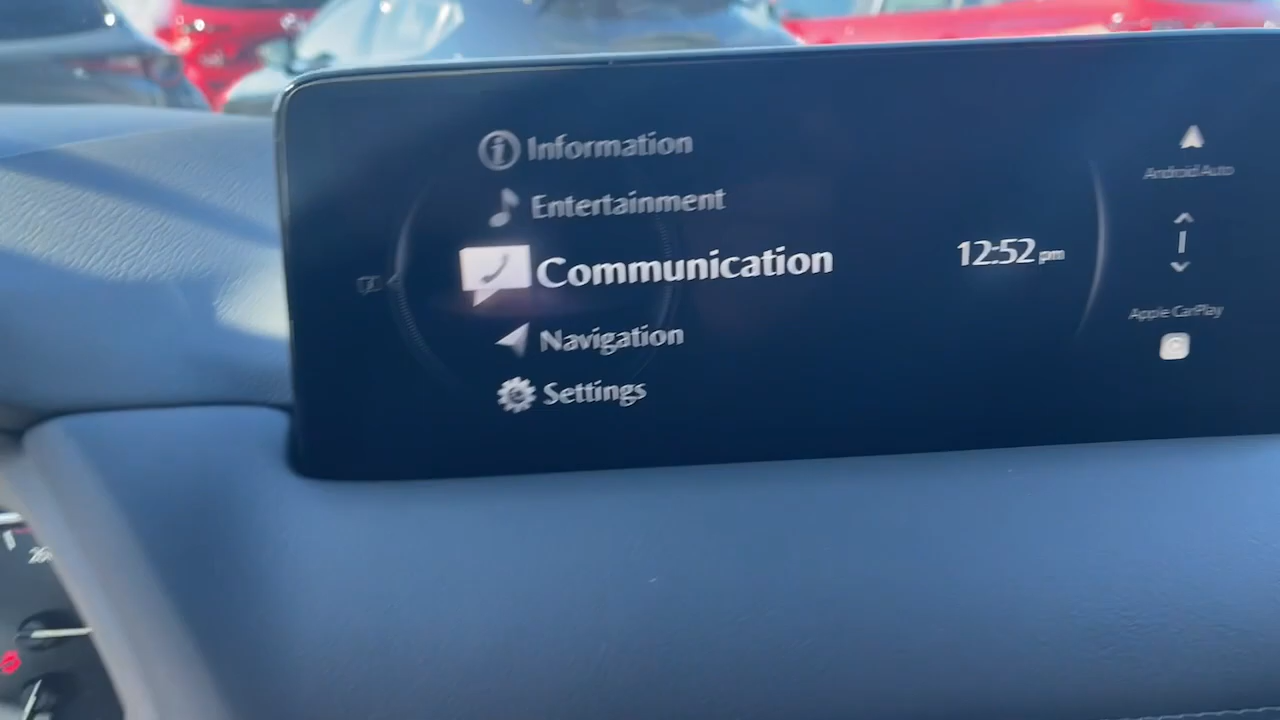 Information
Entertainment
Communication
Navigation
Settings
12:52 pm
Android Auto
Apple CarPlay